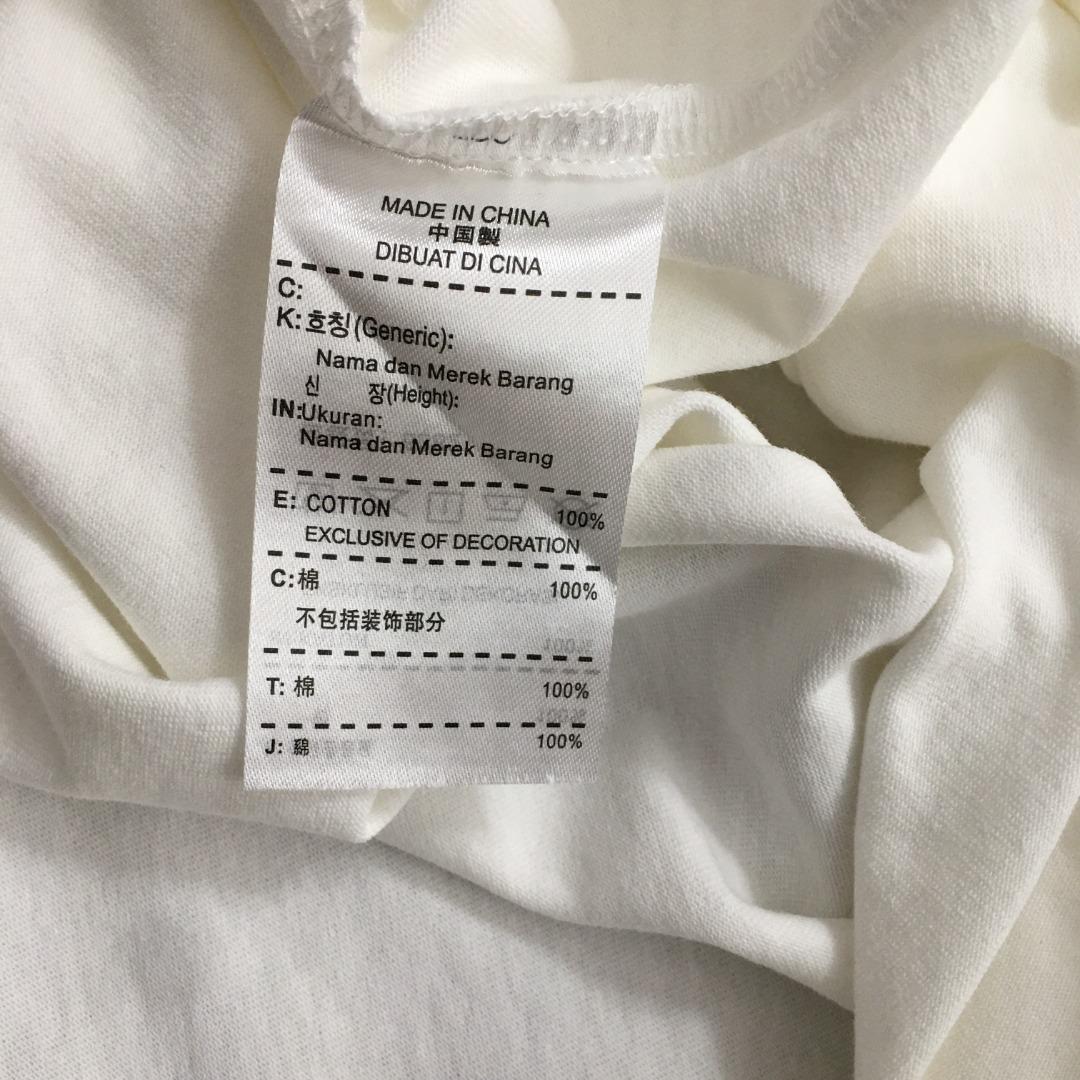 MADE IN CHINA
中国製
DIBUAT DI CINA
C:
K: 호칭(Generic):
Nama dan Merek Barang
신 장(Height):
IN:Ukuran:
Nama dan Merek Barang
E: COTTON 100%
EXCLUSIVE OF DECORATION
C:棉 100%
不包括装饰部分
T: 棉 100%
J: 綿 100%